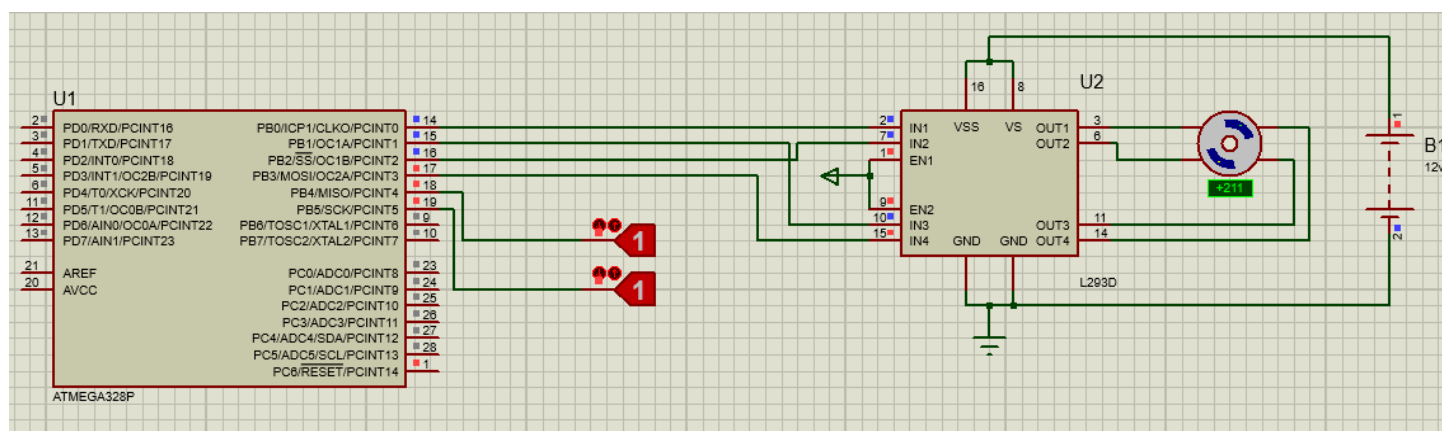 U1
2 PD0/RXD/PCINT16
3 PD1/TXD/PCINT17
4 PD2/INT0/PCINT18
5 PD3/INT1/OC2B/PCINT19
6 PD4/T0/XCK/PCINT20
11 PD5/T1/OC0B/PCINT21
12 PD6/AIN0/OC0A/PCINT22
13 PD7/AIN1/PCINT23
21 AREF
20 AVCC
PB0/ICP1/CLKO/PCINT0 14
PB1/OC1A/PCINT1 15
PB2/SS/OC1B/PCINT2 16
PB3/MOSI/OC2A/PCINT3 17
PB4/MISO/PCINT4 18
PB5/SCK/PCINT5 19
PB6/TOSC1/XTAL1/PCINT6 9
PB7/TOSC2/XTAL2/PCINT7 10
PC0/ADC0/PCINT8 23
PC1/ADC1/PCINT9 24
PC2/ADC2/PCINT10 25
PC3/ADC3/PCINT11 26
PC4/ADC4/SDA/PCINT12 27
PC5/ADC5/SCL/PCINT13 28
PC6/RESET/PCINT14 1
ATMEGA328P
1
1
U2
16 8
VSS VS
2 IN1
7 IN2
1 EN1
9 EN2
10 IN3
15 IN4
OUT1 3
OUT2 6
OUT3 11
OUT4 14
GND GND
L293D
+211
1
B1
12v
2